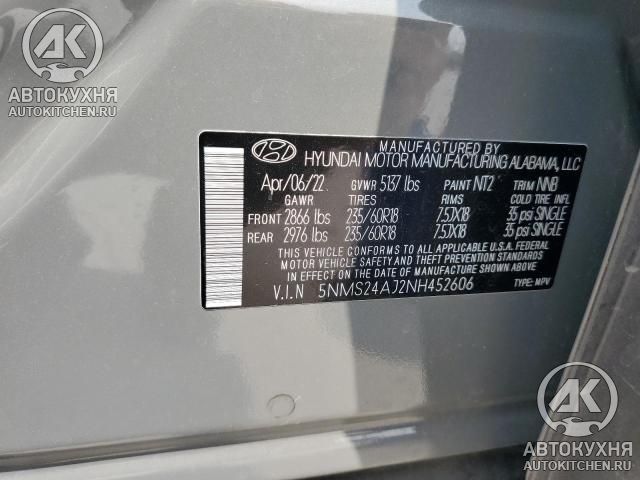 АК
АВТОКУХНЯ
AUTOKITCHEN.RU
MANUFACTURED BY
HYUNDAI MOTOR MANUFACTURING ALABAMA, LLC
Apr/06/22 GVWR 5137 lbs PAINT NT2 TRIM NNB
GAWR TIRES RIMS COLD TIRE INFL
FRONT 2866 lbs 235/60R18 7.5JX18 35 psi SINGLE
REAR 2976 lbs 235/60R18 7.5JX18 35 psi SINGLE
THIS VEHICLE CONFORMS TO ALL APPLICABLE U.S.A. FEDERAL
MOTOR VEHICLE SAFETY AND THEFT PREVENTION STANDARDS
IN EFFECT ON THE DATE OF MANUFACTURE SHOWN ABOVE
V.I.N 5NMS24AJ2NH452606 TYPE: MPV
АК
АВТОКУХНЯ
AUTOKITCHEN.RU